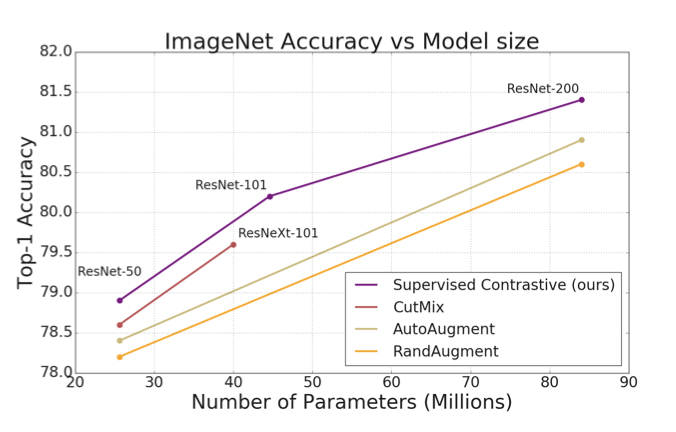 ImageNet Accuracy vs Model size
82.0
81.5
81.0
80.5
80.0
79.5
79.0
78.5
78.0
Top-1 Accuracy
ResNet-200
ResNet-101
ResNeXt-101
ResNet-50
Supervised Contrastive (ours)
CutMix
AutoAugment
RandAugment
20 30 40 50 60 70 80 90
Number of Parameters (Millions)